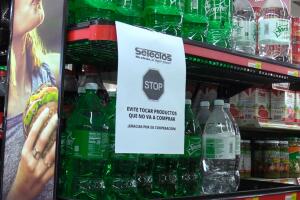 Selectos
STOP
EVITE TOCAR PRODUCTOS
QUE NO VA A COMPRAR
¡GRACIAS POR SU COOPERACIÓN!